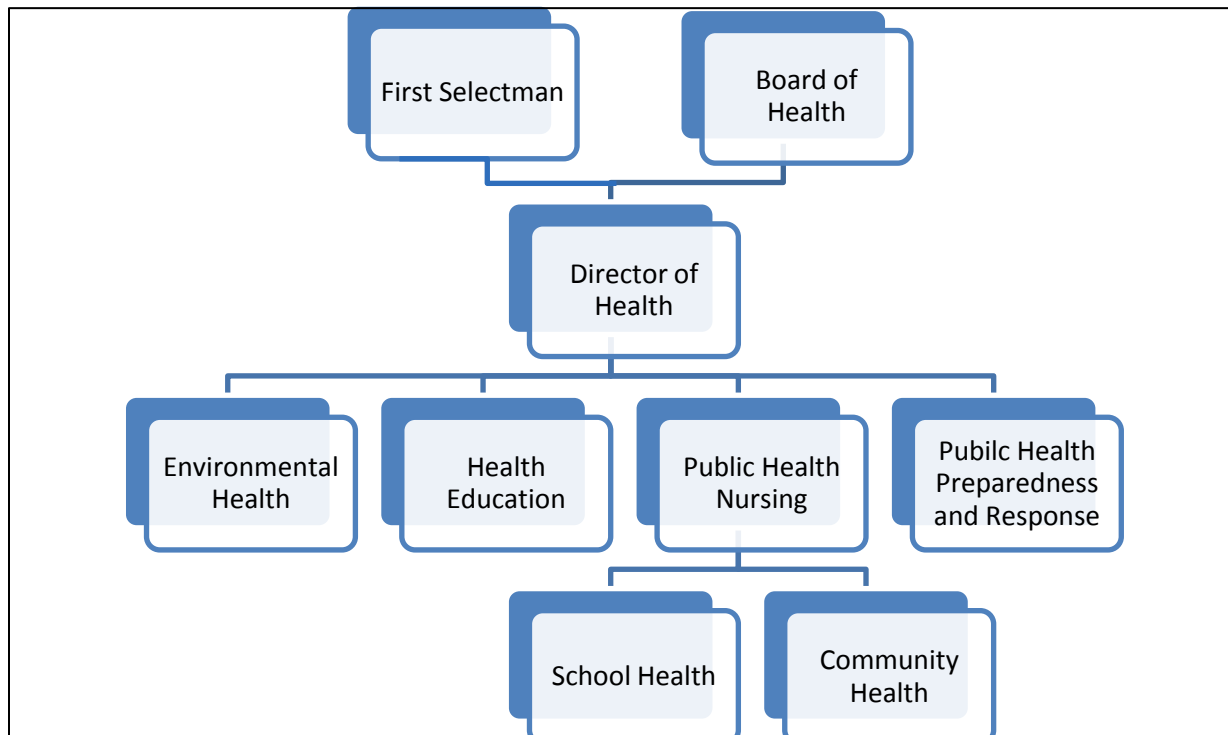 First Selectman
Board of
Health
Director of
Health
Environmental
Health
Health
Education
Public Health
Nursing
Pubilc Health
Preparedness
and Response
School Health
Community
Health